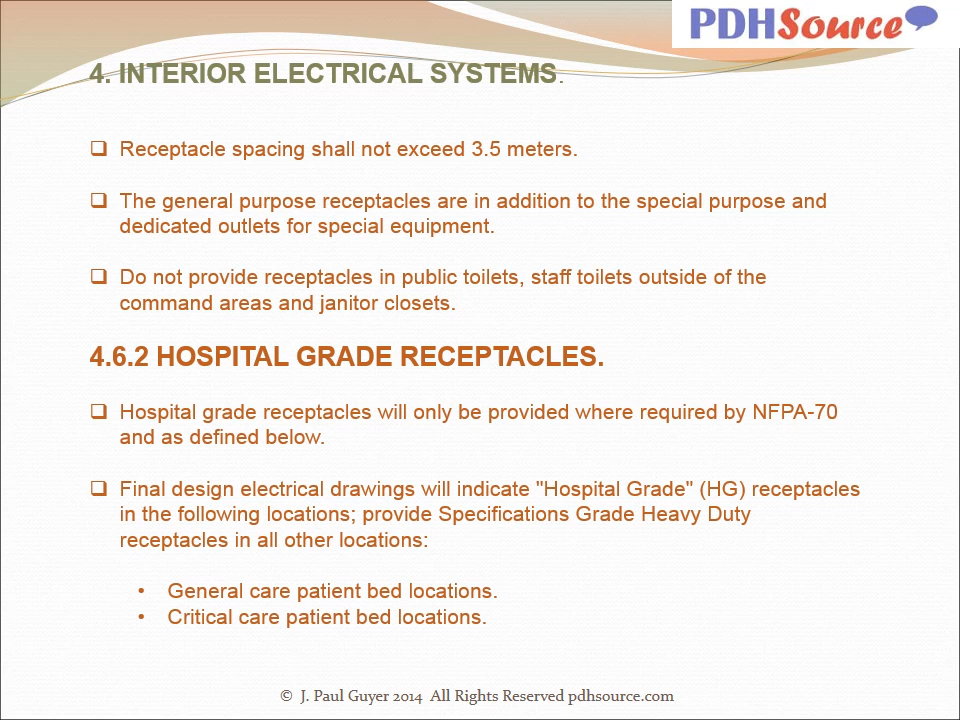 PDHSource
4. INTERIOR ELECTRICAL SYSTEMS.
❑ Receptacle spacing shall not exceed 3.5 meters.
❑ The general purpose receptacles are in addition to the special purpose and
dedicated outlets for special equipment.
❑ Do not provide receptacles in public toilets, staff toilets outside of the
command areas and janitor closets.
4.6.2 HOSPITAL GRADE RECEPTACLES.
❑ Hospital grade receptacles will only be provided where required by NFPA-70
and as defined below.
❑ Final design electrical drawings will indicate "Hospital Grade" (HG) receptacles
in the following locations; provide Specifications Grade Heavy Duty
receptacles in all other locations:
• General care patient bed locations.
• Critical care patient bed locations.
© J. Paul Guyer 2014 All Rights Reserved pdhsource.com